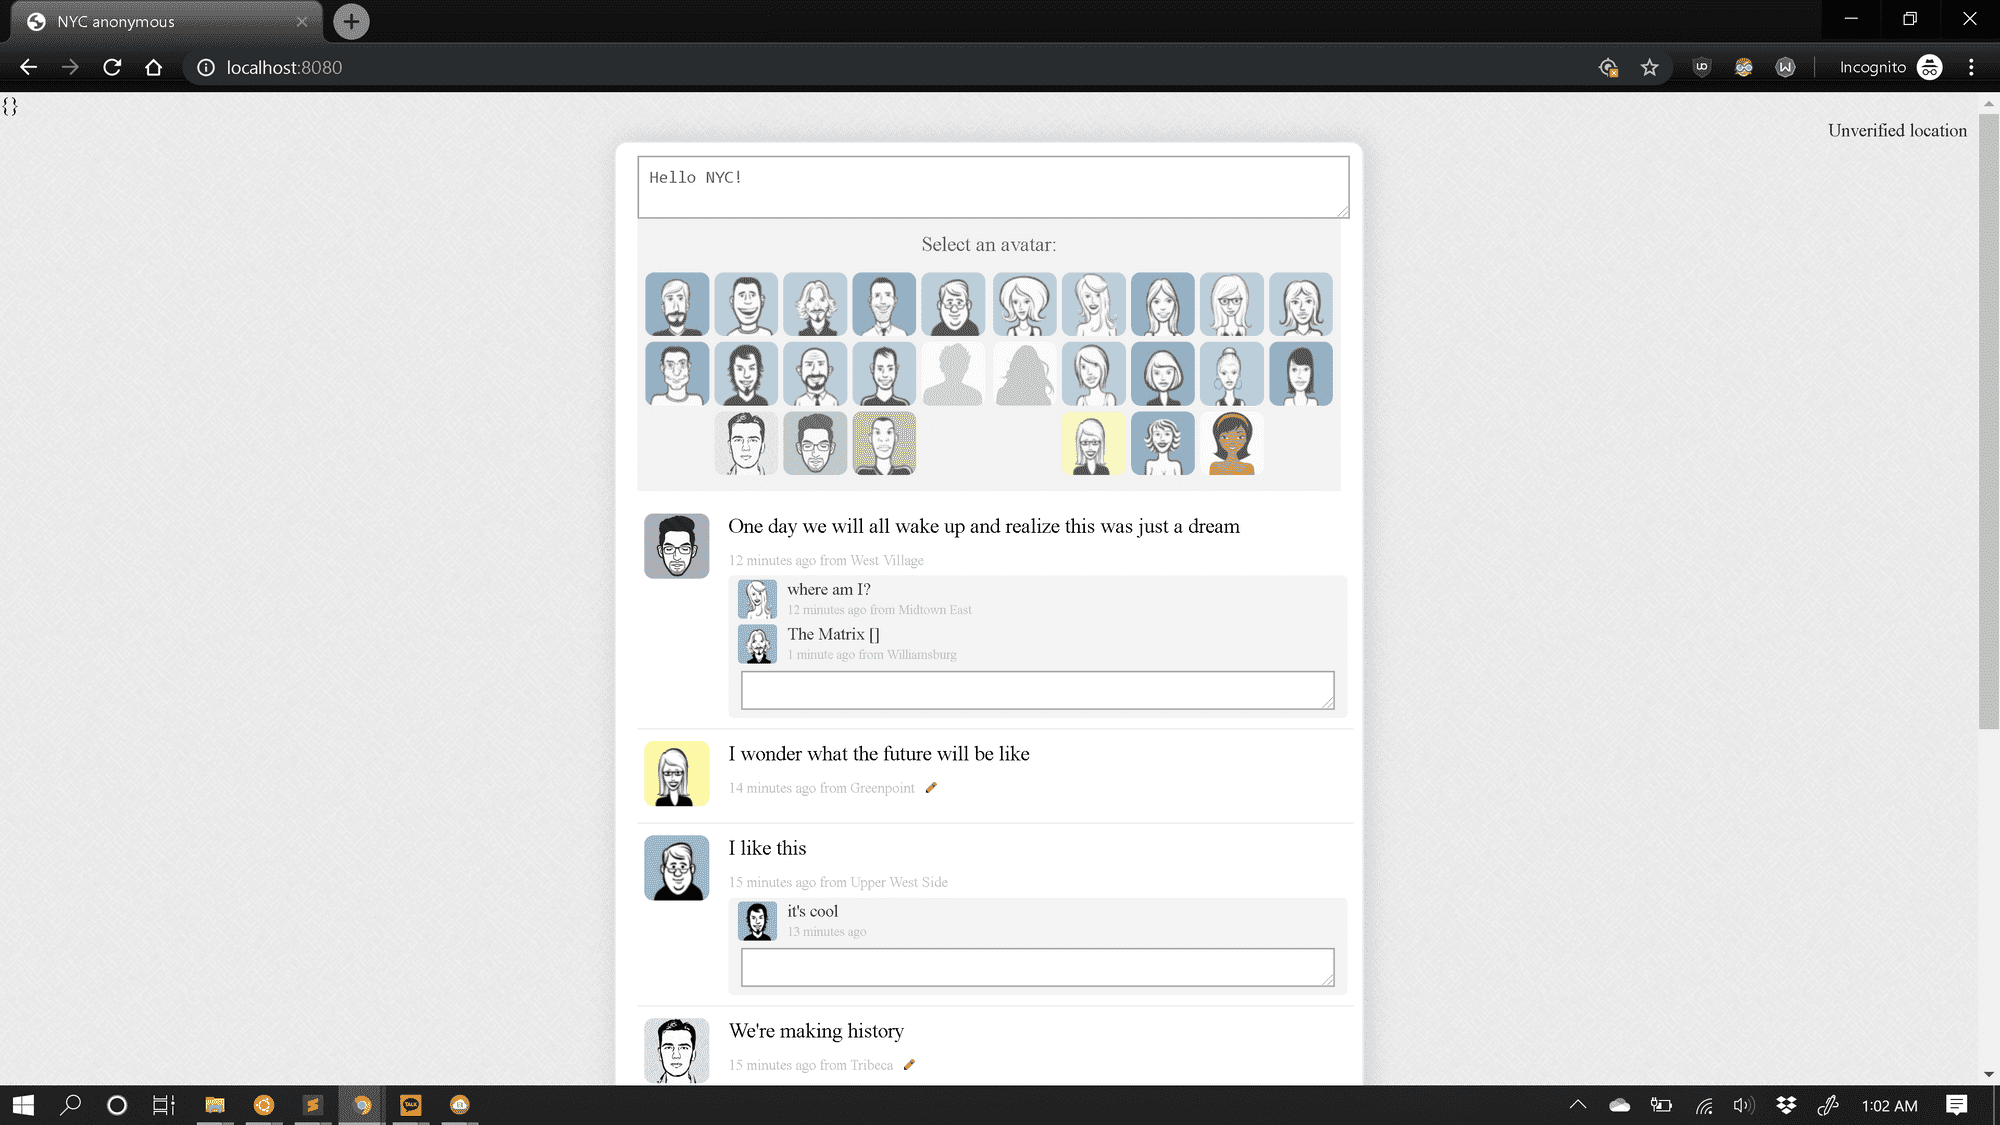 NYC anonymous
localhost:8080
Incognito
{}
Unverified location
Hello NYC!
Select an avatar:
One day we will all wake up and realize this was just a dream
12 minutes ago from West Village
where am I?
12 minutes ago from Midtown East
The Matrix []
1 minute ago from Williamsburg
I wonder what the future will be like
14 minutes ago from Greenpoint
I like this
15 minutes ago from Upper West Side
it's cool
13 minutes ago
We're making history
15 minutes ago from Tribeca
TALK
1:02 AM